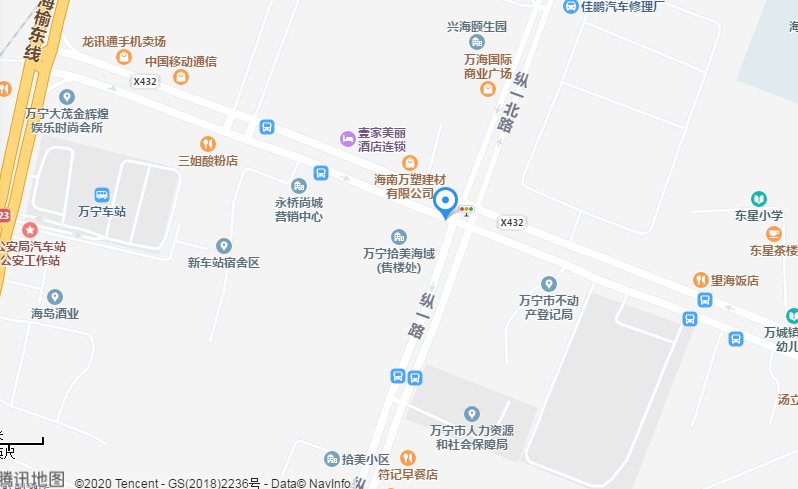 海榆东线
佳鹏汽车修理厂
兴海颐生园
龙讯通手机卖场
中国移动通信
X432
万海国际
商业广场
纵一北路
万宁大茂金辉煌
娱乐时尚会所
壹家美丽
酒店连锁
三姐酸粉店
海南万塑建材
有限公司
永桥尚城
营销中心
万宁车站
X432
东星小学
东星茶楼
23
公安局汽车站
公安工作站
新车站宿舍区
万宁拾美海域
(售楼处)
望海饭店
海岛酒业
纵一路
万宁市不动
产登记局
万城镇
幼儿
汤立
万宁市人力资源
和社会保障局
拾美小区
符记早餐店
纵
英尺
腾讯地图
©2020 Tencent - GS(2018)2236号 - Data© NavInfo